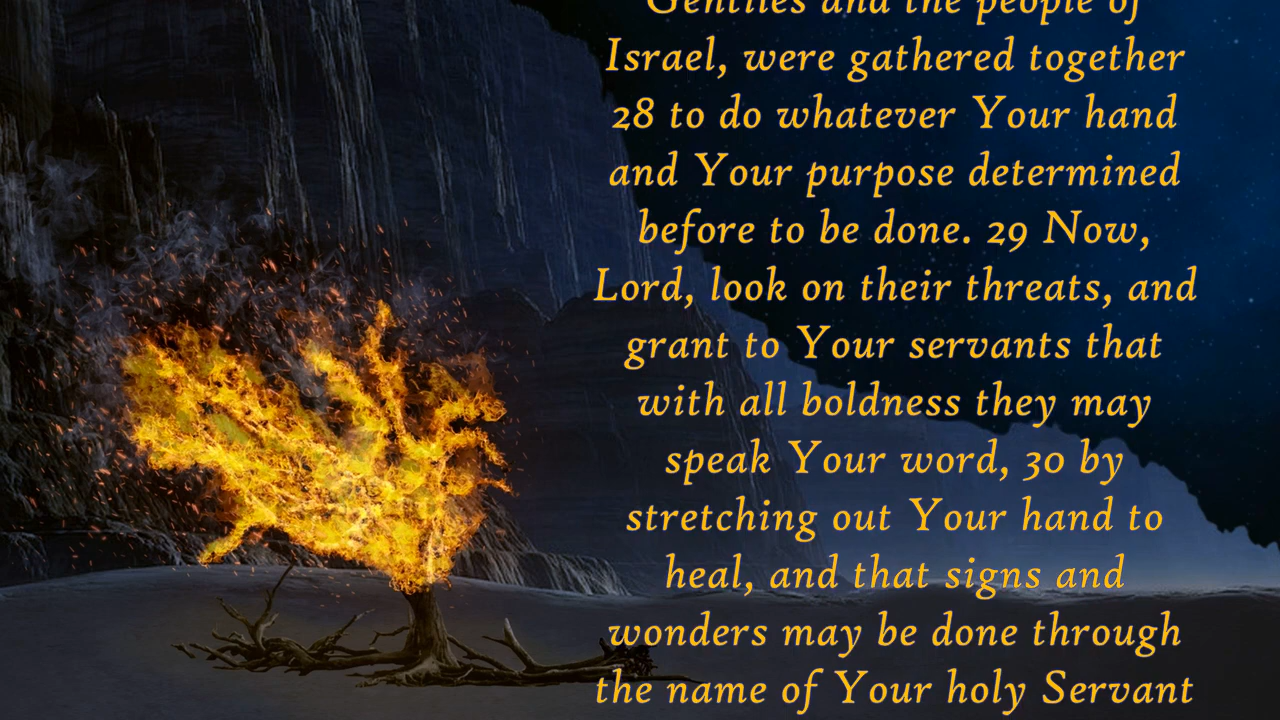 Gentiles and the people of
Israel, were gathered together
28 to do whatever Your hand
and Your purpose determined
before to be done. 29 Now,
Lord, look on their threats, and
grant to Your servants that
with all boldness they may
speak Your word, 30 by
stretching out Your hand to
heal, and that signs and
wonders may be done through
the name of Your holy Servant